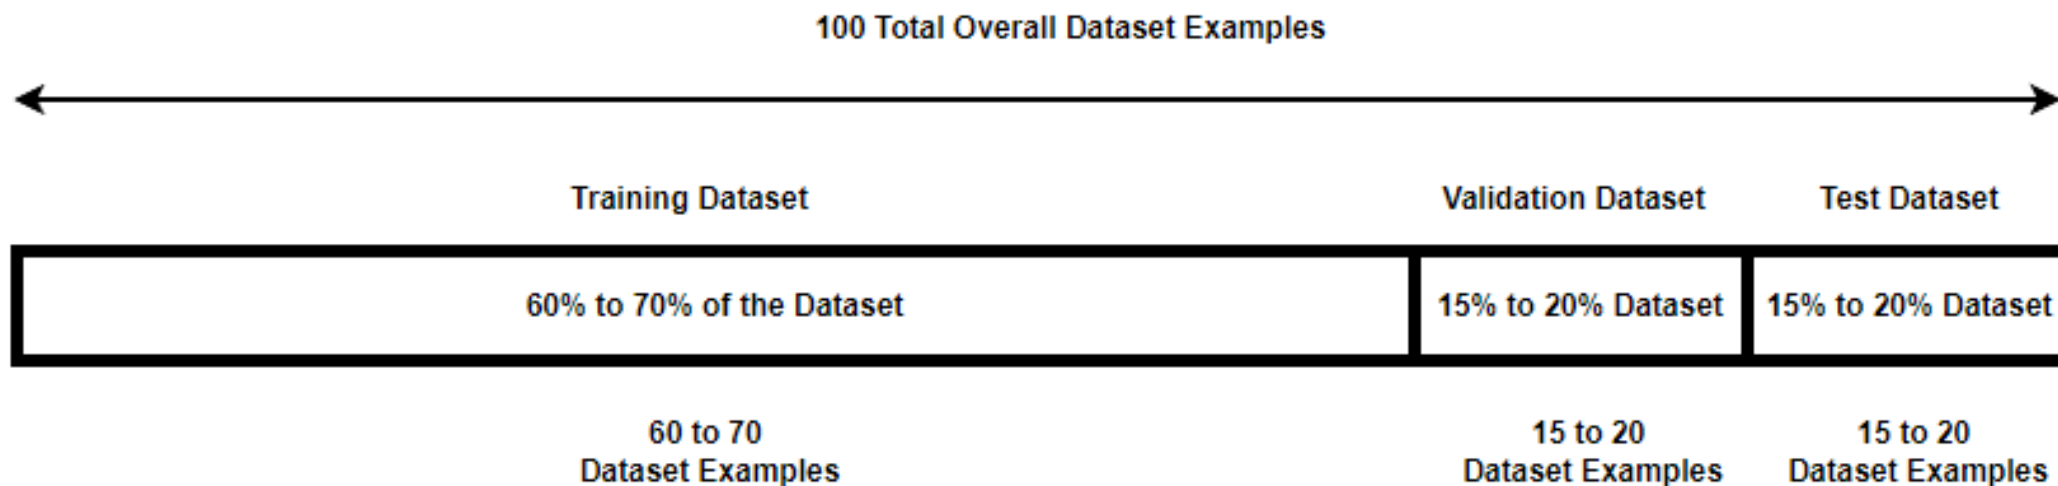 100 Total Overall Dataset Examples
Training Dataset
Validation Dataset
Test Dataset
60% to 70% of the Dataset
15% to 20% Dataset
15% to 20% Dataset
60 to 70
Dataset Examples
15 to 20
Dataset Examples
15 to 20
Dataset Examples